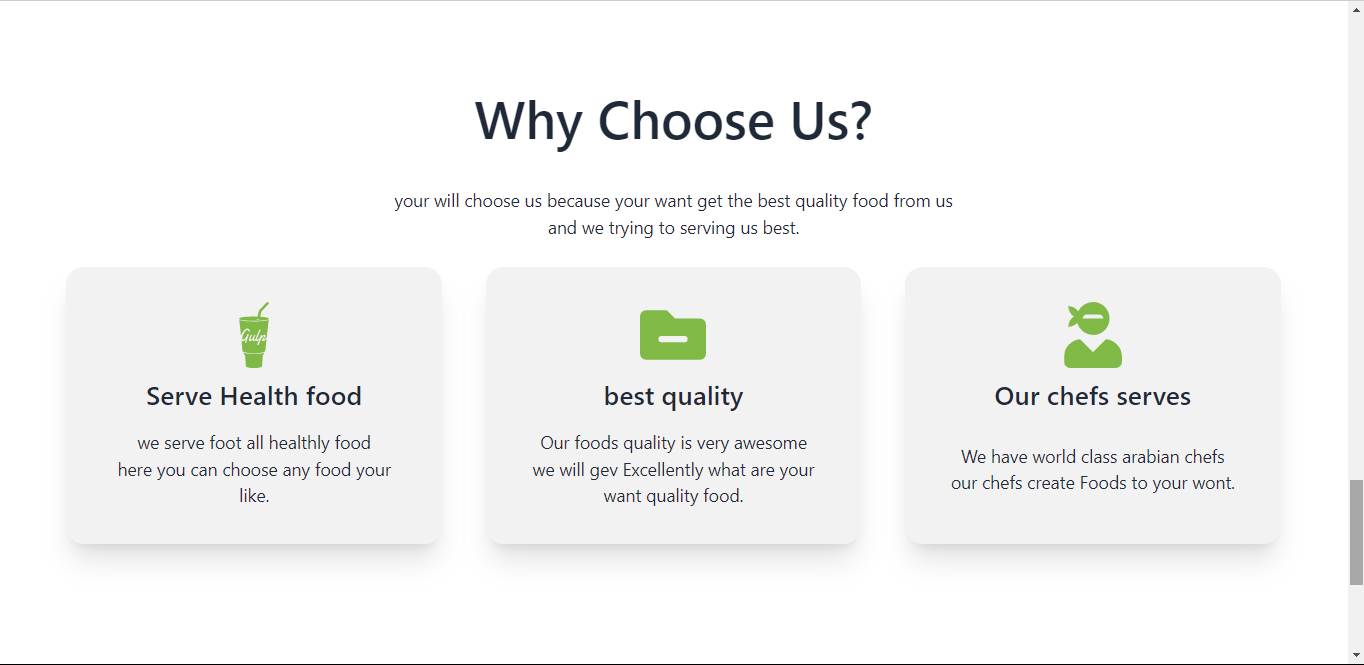 Why Choose Us?
your will choose us because your want get the best quality food from us
and we trying to serving us best.
Gulp
Serve Health food
we serve foot all healthly food
here you can choose any food your
like.
best quality
Our foods quality is very awesome
we will gev Excellently what are your
want quality food.
Our chefs serves
We have world class arabian chefs
our chefs create Foods to your wont.